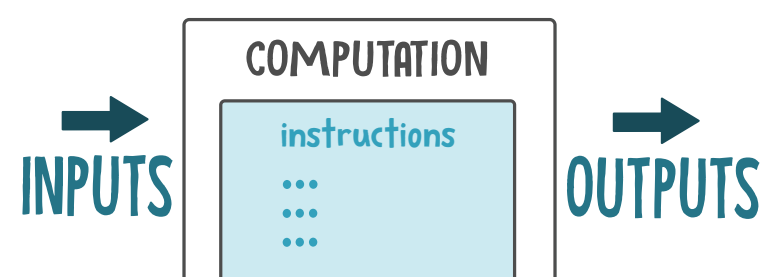 COMPUTATION
instructions
...
...
...
INPUTS
OUTPUTS